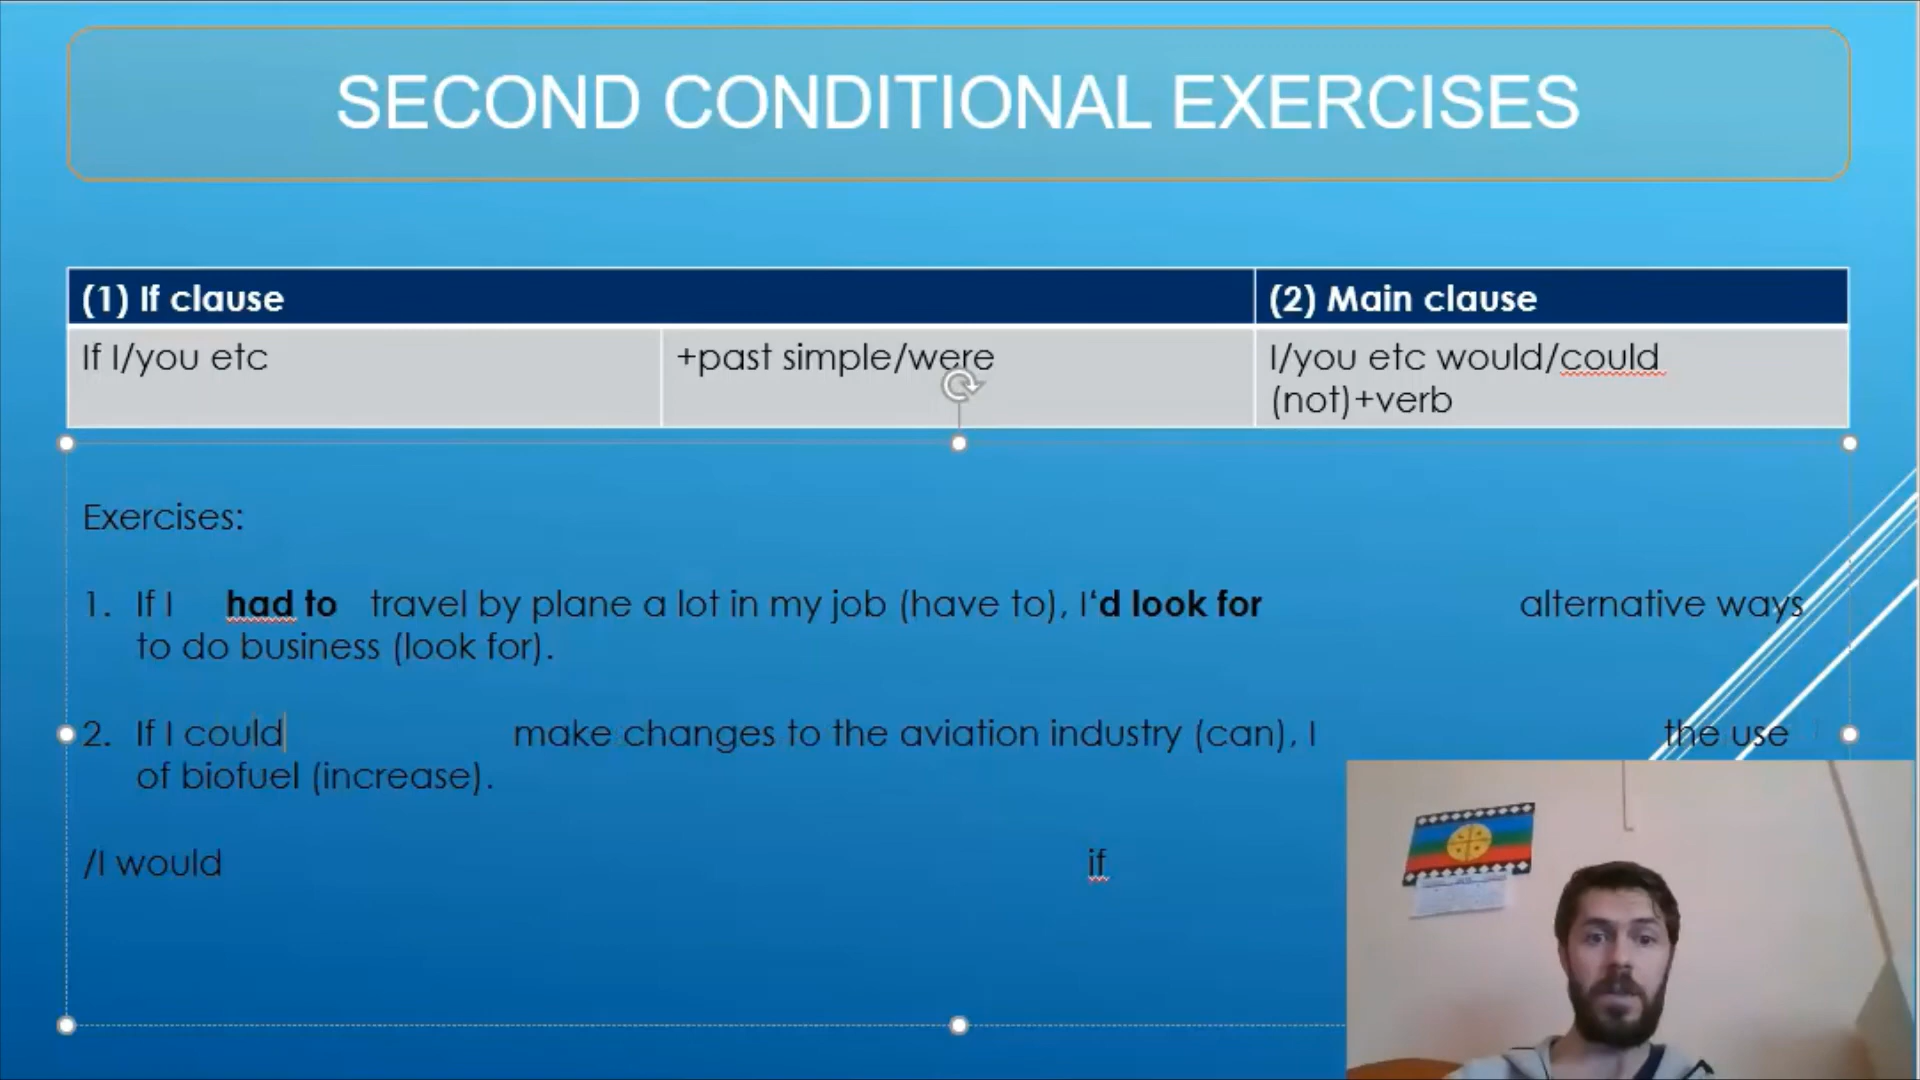 SECOND CONDITIONAL EXERCISES
(1) If clause
(2) Main clause
If I/you etc
+past simple/were
I/you etc would/could
(not)+verb
Exercises:
1. If I had to travel by plane a lot in my job (have to), I‘d look for alternative ways
to do business (look for).
2. If I could make changes to the aviation industry (can), I the use
of biofuel (increase).
/I would if